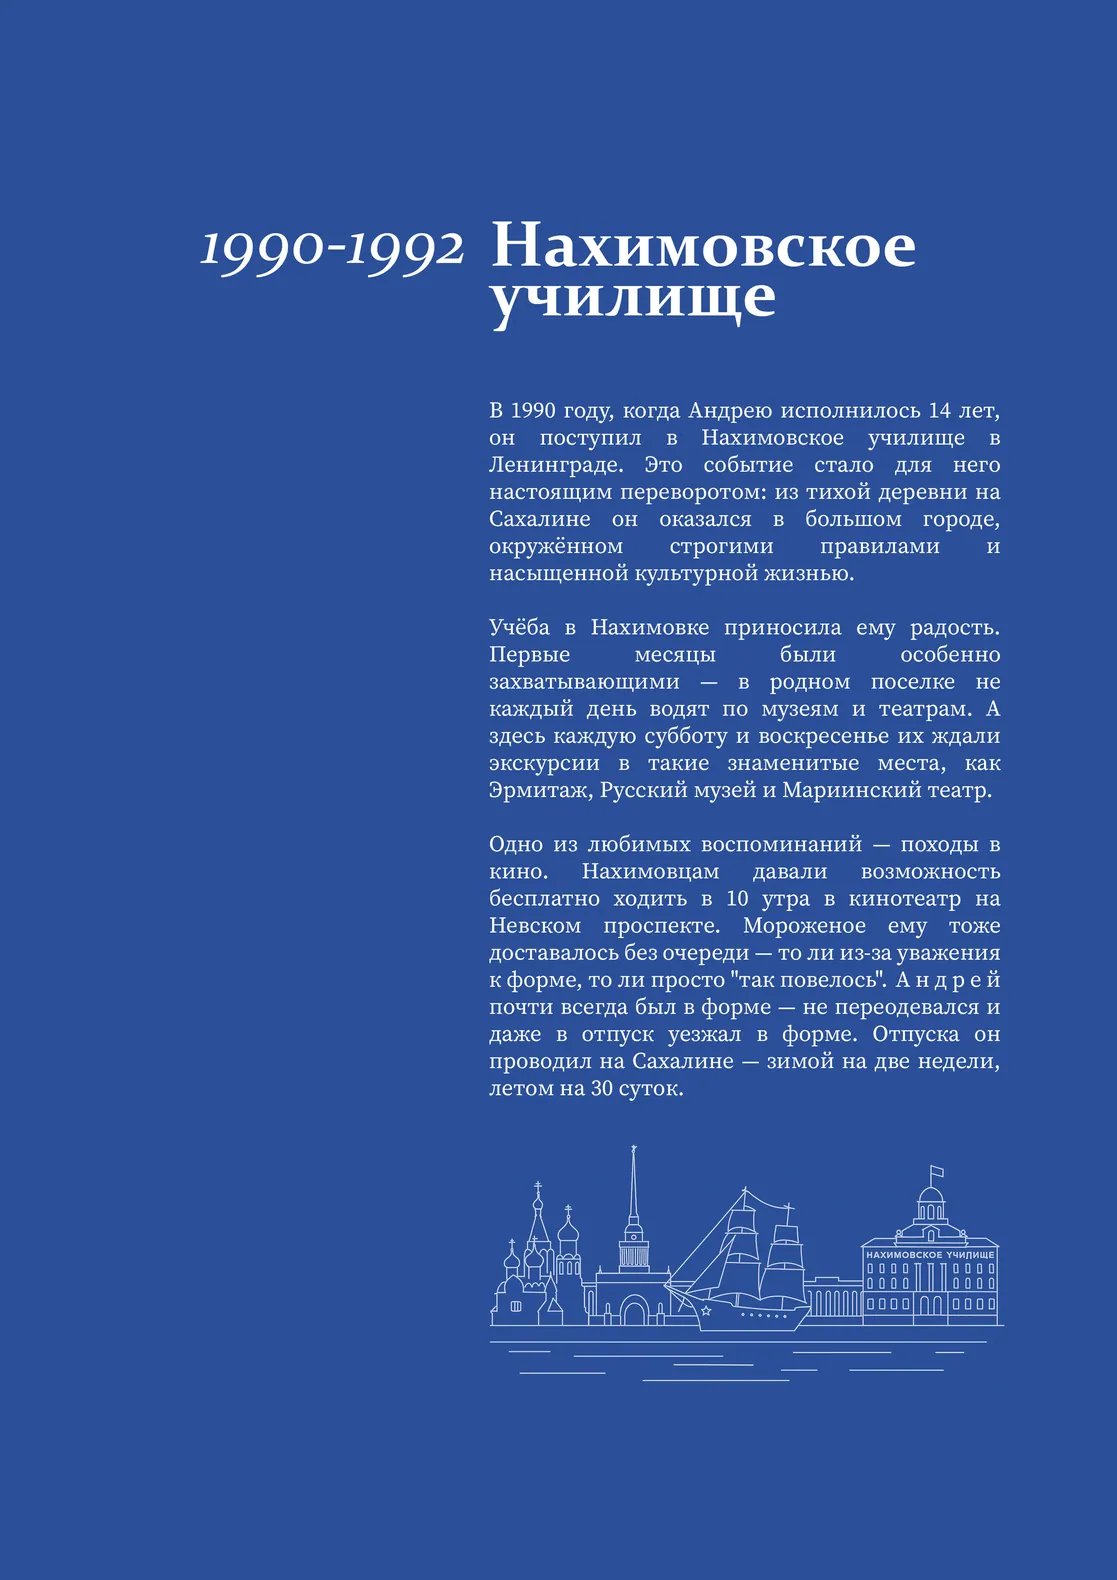 1990-1992 Нахимовское
училище
В 1990 году, когда Андрею исполнилось 14 лет,
он поступил в Нахимовское училище в
Ленинграде. Это событие стало для него
настоящим переворотом: из тихой деревни на
Сахалине он оказался в большом городе,
окружённом строгими правилами и
насыщенной культурной жизнью.
Учёба в Нахимовке приносила ему радость.
Первые месяцы были особенно
захватывающими — в родном поселке не
каждый день водят по музеям и театрам. А
здесь каждую субботу и воскресенье их ждали
экскурсии в такие знаменитые места, как
Эрмитаж, Русский музей и Мариинский театр.
Одно из любимых воспоминаний — походы в
кино. Нахимовцам давали возможность
бесплатно ходить в 10 утра в кинотеатр на
Невском проспекте. Мороженое ему тоже
доставалось без очереди — то ли из-за уважения
к форме, то ли просто "так повелось". Андрей
почти всегда был в форме — не переодевался и
даже в отпуск уезжал в форме. Отпуска он
проводил на Сахалине — зимой на две недели,
летом на 30 суток.
НАХИМОВСКОЕ УЧИЛИЩЕ